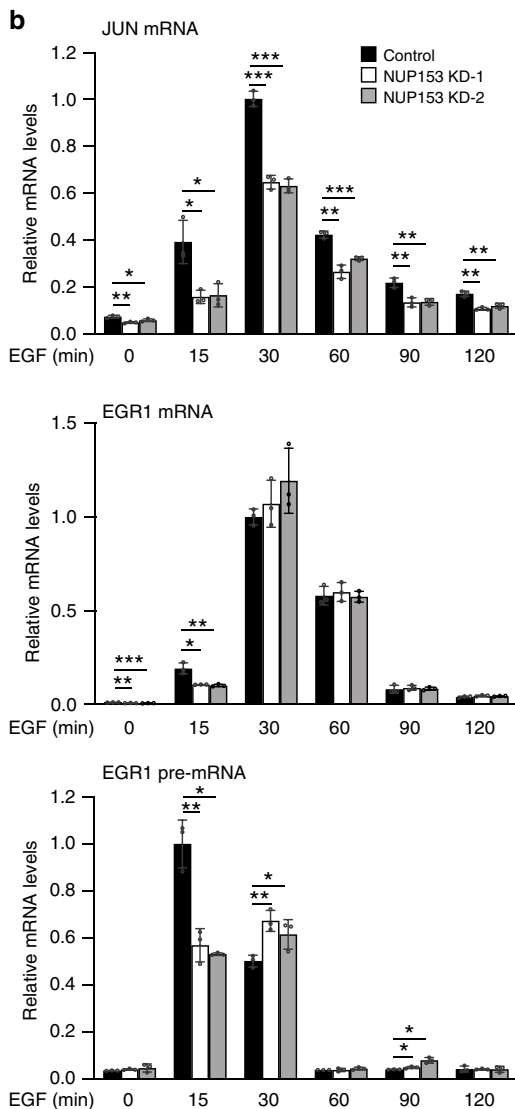 b
JUN mRNA
Control
NUP153 KD-1
NUP153 KD-2
Relative mRNA levels
1.2
1.0
0.8
0.6
0.4
0.2
0.0
* **
* *
*** ***
*** **
** **
** **
EGF (min) 0 15 30 60 90 120
EGR1 mRNA
Relative mRNA levels
1.5
1.0
0.5
0.0
*** **
** *
EGF (min) 0 15 30 60 90 120
EGR1 pre-mRNA
Relative mRNA levels
1.2
1.0
0.8
0.6
0.4
0.2
0.0
* **
* **
* *
EGF (min) 0 15 30 60 90 120